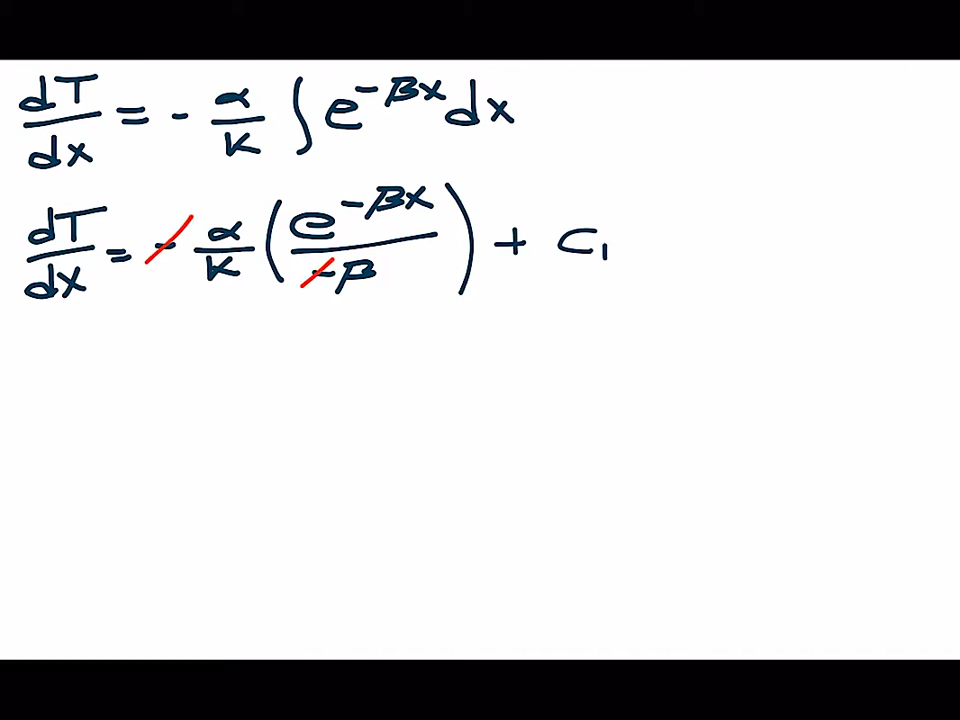 dT/dx = - α/K ∫ e^{-βx} dx
dT/dx = - α/K ( e^{-βx} / -β ) + C₁